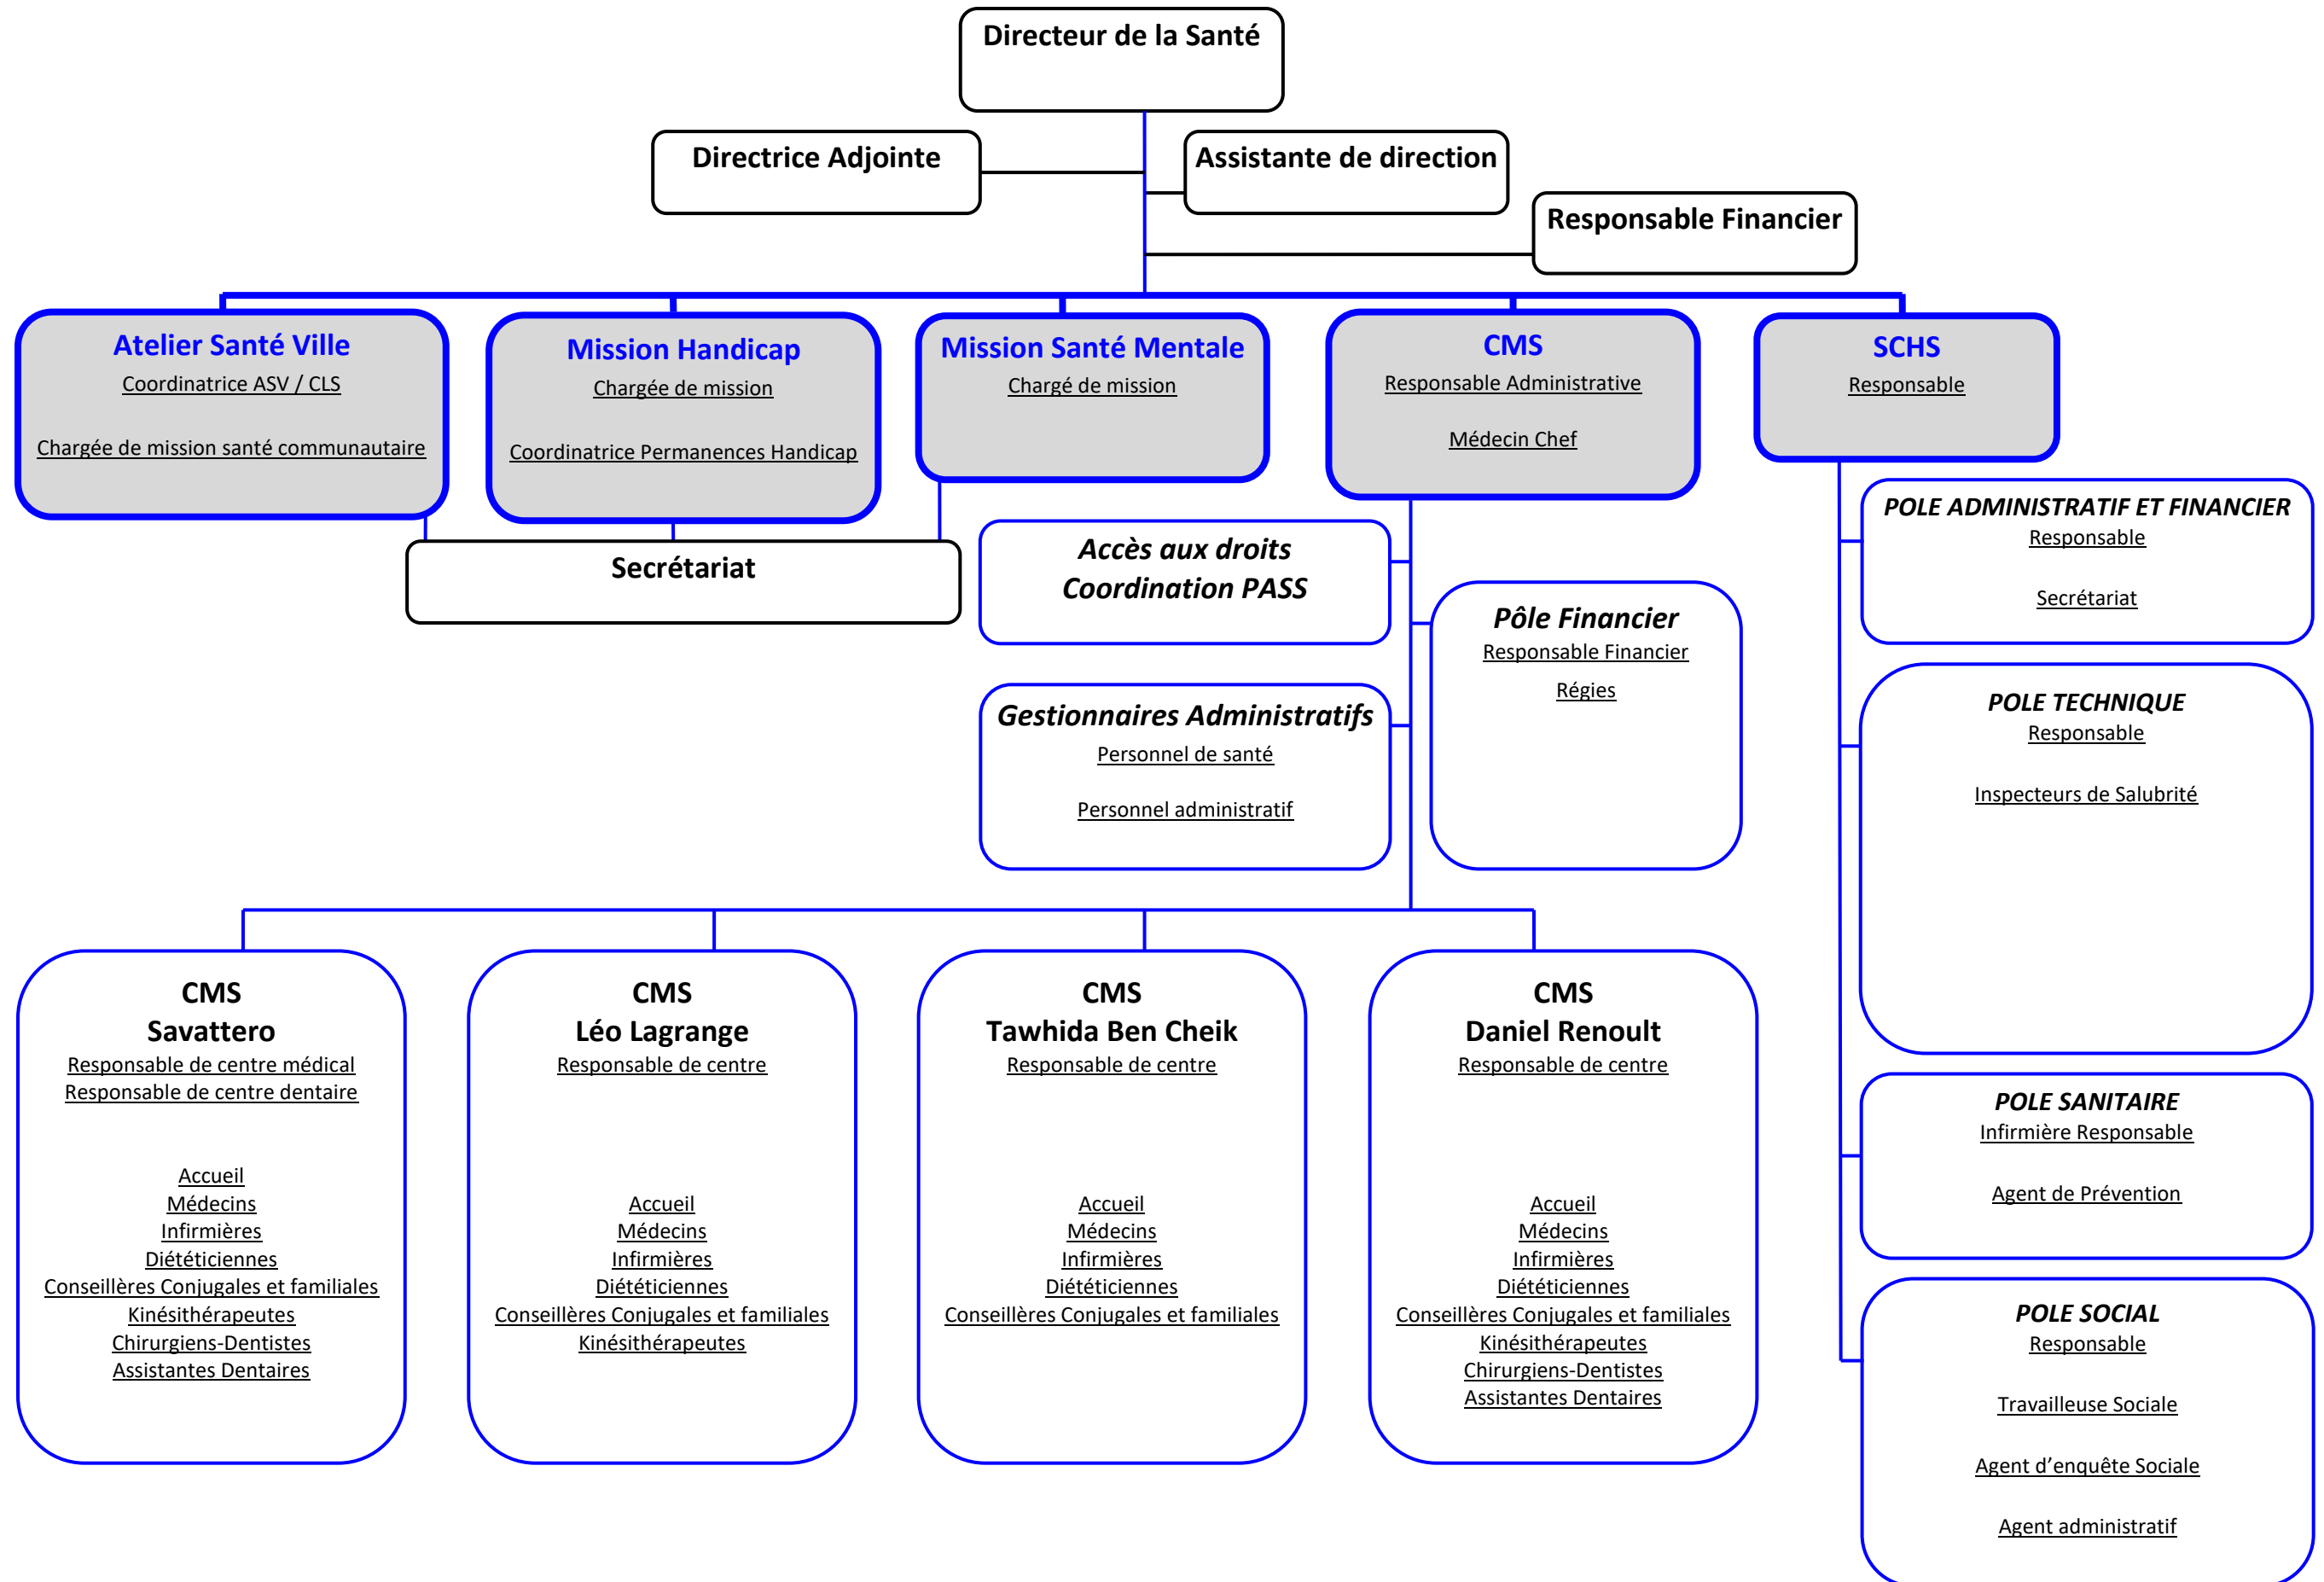 Directeur de la Santé
Directrice Adjointe
Assistante de direction
Responsable Financier
Atelier Santé Ville
Coordinatrice ASV / CLS
Chargée de mission santé communautaire
Mission Handicap
Chargée de mission
Coordinatrice Permanences Handicap
Mission Santé Mentale
Chargé de mission
CMS
Responsable Administrative
Médecin Chef
SCHS
Responsable
Secrétariat
Accès aux droits
Coordination PASS
Pôle Financier
Responsable Financier
Régies
Gestionnaires Administratifs
Personnel de santé
Personnel administratif
POLE ADMINISTRATIF ET FINANCIER
Responsable
Secrétariat
POLE TECHNIQUE
Responsable
Inspecteurs de Salubrité
POLE SANITAIRE
Infirmière Responsable
Agent de Prévention
POLE SOCIAL
Responsable
Travailleuse Sociale
Agent d’enquête Sociale
Agent administratif
CMS
Savattero
Responsable de centre médical
Responsable de centre dentaire
Accueil
Médecins
Infirmières
Diététiciennes
Conseillères Conjugales et familiales
Kinésithérapeutes
Chirurgiens-Dentistes
Assistantes Dentaires
CMS
Léo Lagrange
Responsable de centre
Accueil
Médecins
Infirmières
Diététiciennes
Conseillères Conjugales et familiales
Kinésithérapeutes
CMS
Tawhida Ben Cheik
Responsable de centre
Accueil
Médecins
Infirmières
Diététiciennes
Conseillères Conjugales et familiales
CMS
Daniel Renoult
Responsable de centre
Accueil
Médecins
Infirmières
Diététiciennes
Conseillères Conjugales et familiales
Kinésithérapeutes
Chirurgiens-Dentistes
Assistantes Dentaires